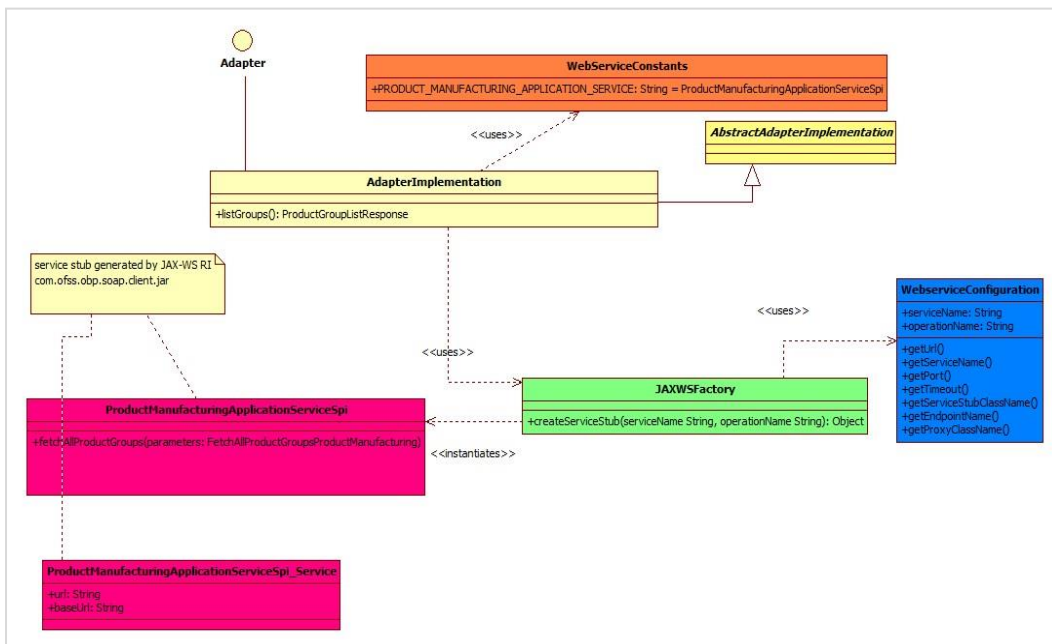 Adapter
WebServiceConstants
+PRODUCT_MANUFACTURING_APPLICATION_SERVICE: String = ProductManufacturingApplicationServiceSpi
<<uses>>
AbstractAdapterImplementation
AdapterImplementation
+listGroups(): ProductGroupListResponse
service stub generated by JAX-WS RI
com.ofss.obp.soap.client.jar
WebserviceConfiguration
+serviceName: String
+operationName: String
+getUrl()
+getServiceName()
+getPort()
+getTimeout()
+getServiceStubClassName()
+getEndpointName()
+getProxyClassName()
<<uses>>
<<uses>>
JAXWSFactory
+createServiceStub(serviceName String, operationName String): Object
ProductManufacturingApplicationServiceSpi
+fetchAllProductGroups(parameters: FetchAllProductGroupsProductManufacturing)
<<instantiates>>
ProductManufacturingApplicationServiceSpi_Service
+url: String
+baseUrl: String